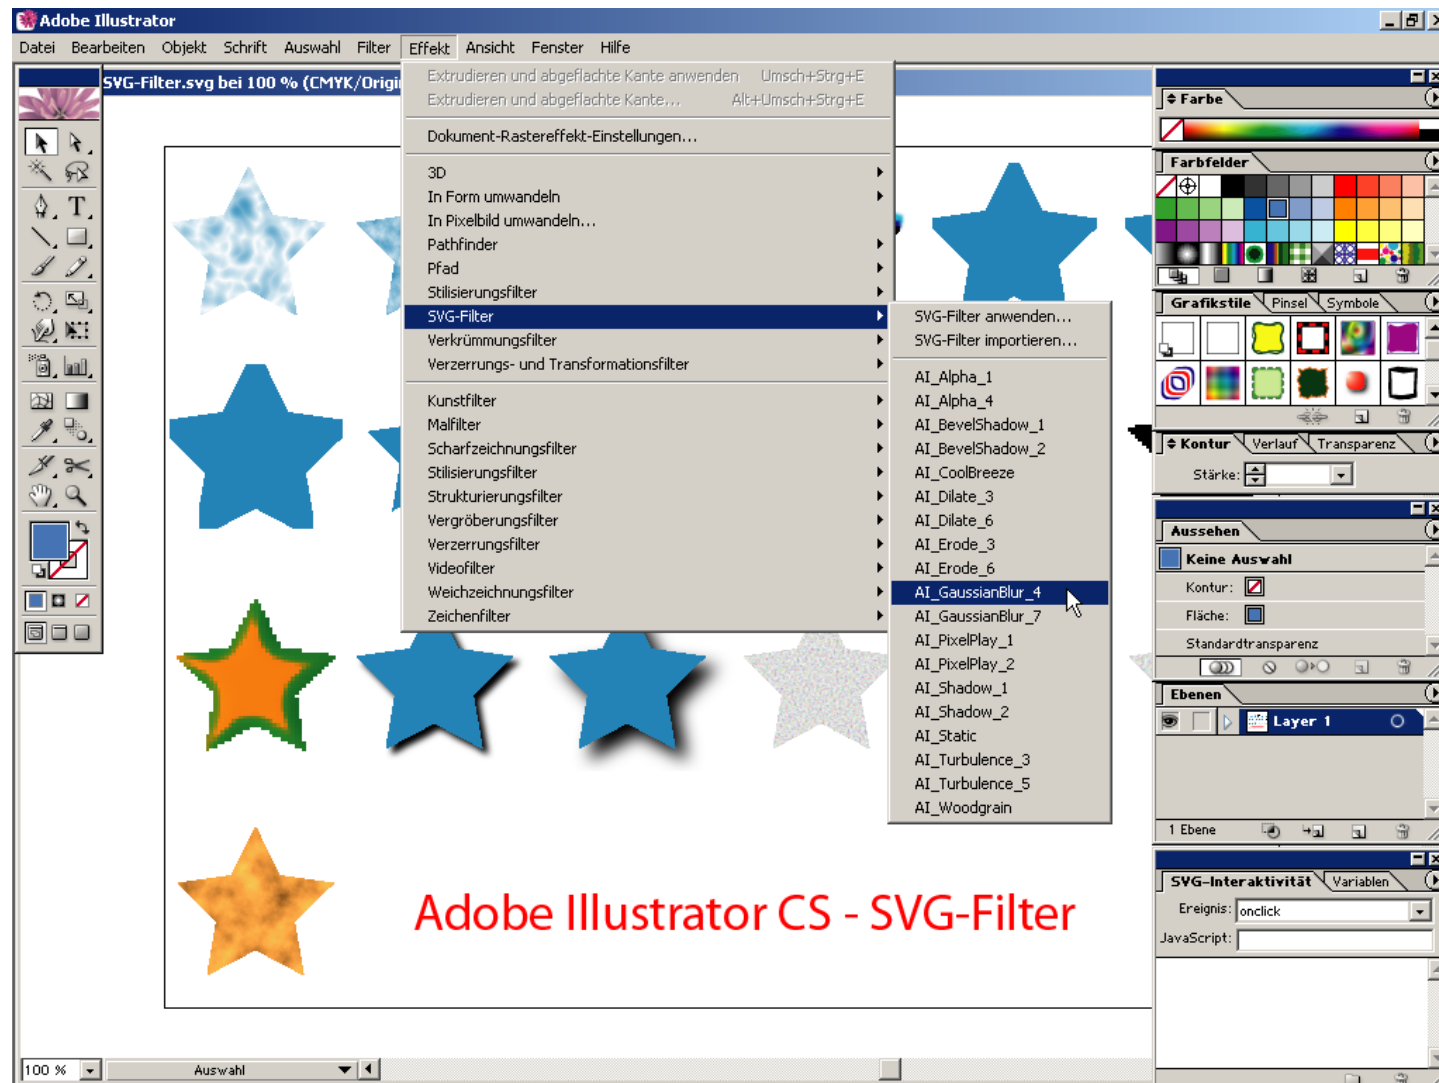 Adobe Illustrator
Datei Bearbeiten Objekt Schrift Auswahl Filter Effekt Ansicht Fenster Hilfe
SVG-Filter.svg bei 100 % (CMYK/Origi
Extrudieren und abgeflachte Kante anwenden Umsch+Strg+E
Extrudieren und abgeflachte Kante... Alt+Umsch+Strg+E
Dokument-Rastereffekt-Einstellungen...
3D
In Form umwandeln
In Pixelbild umwandeln...
Pathfinder
Pfad
Stilisierungsfilter
SVG-Filter
Verkrümmungsfilter
Verzerrungs- und Transformationsfilter
Kunstfilter
Malfilter
Scharfzeichnungsfilter
Stilisierungsfilter
Strukturierungsfilter
Vergröberungsfilter
Verzerrungsfilter
Videofilter
Weichzeichnungsfilter
Zeichenfilter
SVG-Filter anwenden...
SVG-Filter importieren...
AI_Alpha_1
AI_Alpha_4
AI_BevelShadow_1
AI_BevelShadow_2
AI_CoolBreeze
AI_Dilate_3
AI_Dilate_6
AI_Erode_3
AI_Erode_6
AI_GaussianBlur_4
AI_GaussianBlur_7
AI_PixelPlay_1
AI_PixelPlay_2
AI_Shadow_1
AI_Shadow_2
AI_Static
AI_Turbulence_3
AI_Turbulence_5
AI_Woodgrain
Farbe
Farbfelder
Grafikstile Pinsel Symbole
Kontur Verlauf Transparenz
Stärke:
Aussehen
Keine Auswahl
Kontur:
Fläche:
Standardtransparenz
Ebenen
Layer 1
1 Ebene
SVG-Interaktivität Variablen
Ereignis: onclick
JavaScript:
Adobe Illustrator CS - SVG-Filter
100 % Auswahl